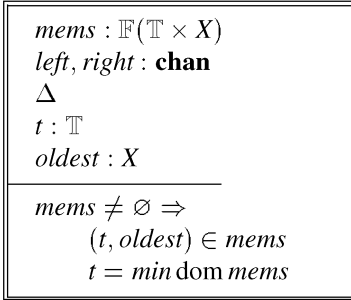 mems : 𝔽(𝕋 × X)
left, right : chan
Δ
t : 𝕋
oldest : X
mems ≠ ∅ ⇒
(t, oldest) ∈ mems
t = min dom mems